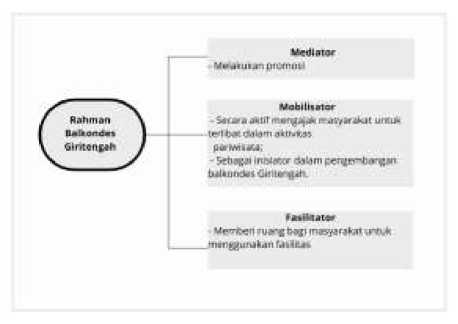 Rahman
Balkondes
Giritengah
Mediator
- Melakukan promosi
Mobilisator
- Secara aktif mengajak masyarakat untuk
terlibat dalam aktivitas
pariwisata;
- Sebagai inisiator dalam pengembangan
balkondes Giritengah.
Fasilitator
- Memberi ruang bagi masyarakat untuk
menggunakan fasilitas